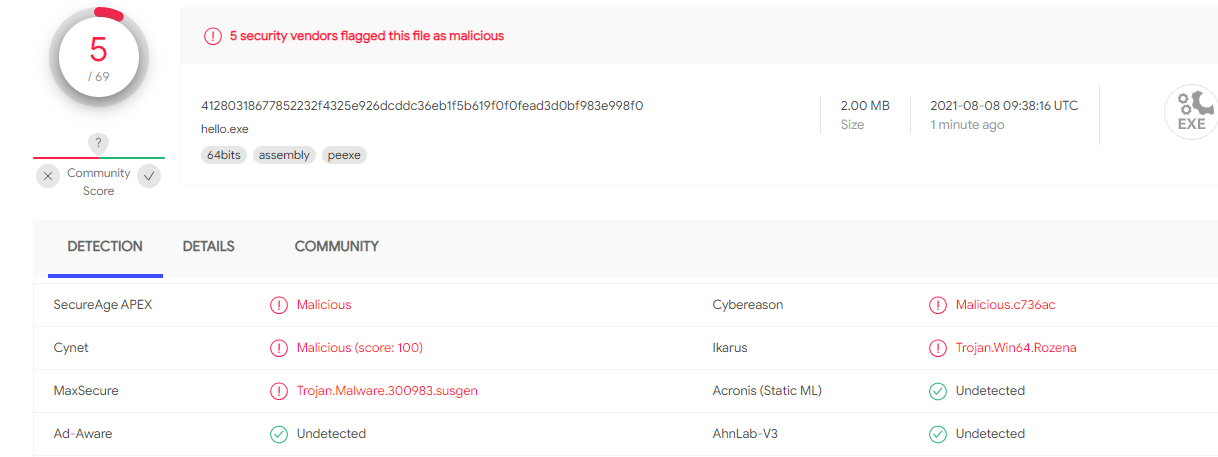 5
/ 69
?
Community
Score
5 security vendors flagged this file as malicious
41280318677852232f4325e926dcddc36eb1f5b619f0f0fead3d0bf983e998f0
hello.exe
64bits assembly peexe
2.00 MB
Size
2021-08-08 09:38:16 UTC
1 minute ago
EXE
DETECTION DETAILS COMMUNITY
SecureAge APEX Malicious Cybereason Malicious.c736ac
Cynet Malicious (score: 100) Ikarus Trojan.Win64.Rozena
MaxSecure Trojan.Malware.300983.susgen Acronis (Static ML) Undetected
Ad-Aware Undetected AhnLab-V3 Undetected